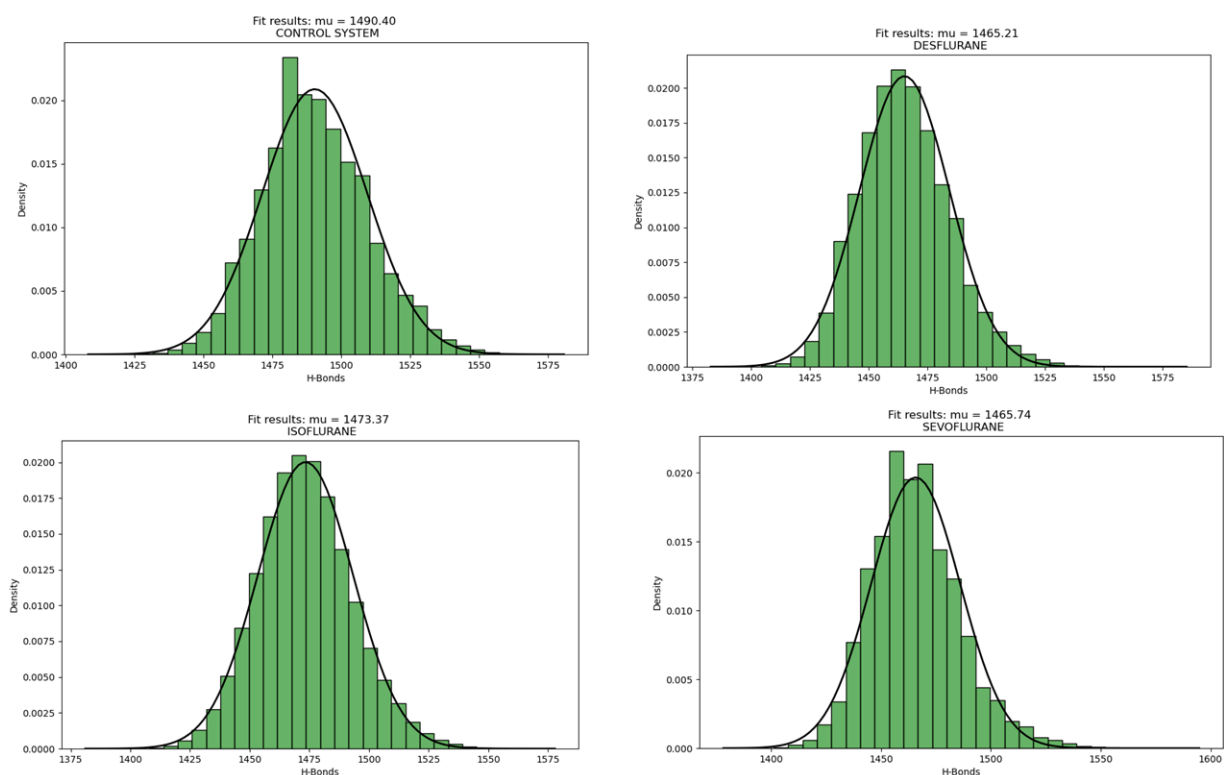 Fit results: mu = 1490.40
CONTROL SYSTEM
Density
0.020
0.015
0.010
0.005
0.000
1400 1425 1450 1475 1500 1525 1550 1575
H-Bonds
Fit results: mu = 1465.21
DESFLURANE
Density
0.0200
0.0175
0.0150
0.0125
0.0100
0.0075
0.0050
0.0025
0.0000
1375 1400 1425 1450 1475 1500 1525 1550 1575
H-Bonds
Fit results: mu = 1473.37
ISOFLURANE
Density
0.0200
0.0175
0.0150
0.0125
0.0100
0.0075
0.0050
0.0025
0.0000
1375 1400 1425 1450 1475 1500 1525 1550 1575
H-Bonds
Fit results: mu = 1465.74
SEVOFLURANE
Density
0.020
0.015
0.010
0.005
0.000
1400 1450 1500 1550 1600
H-Bonds